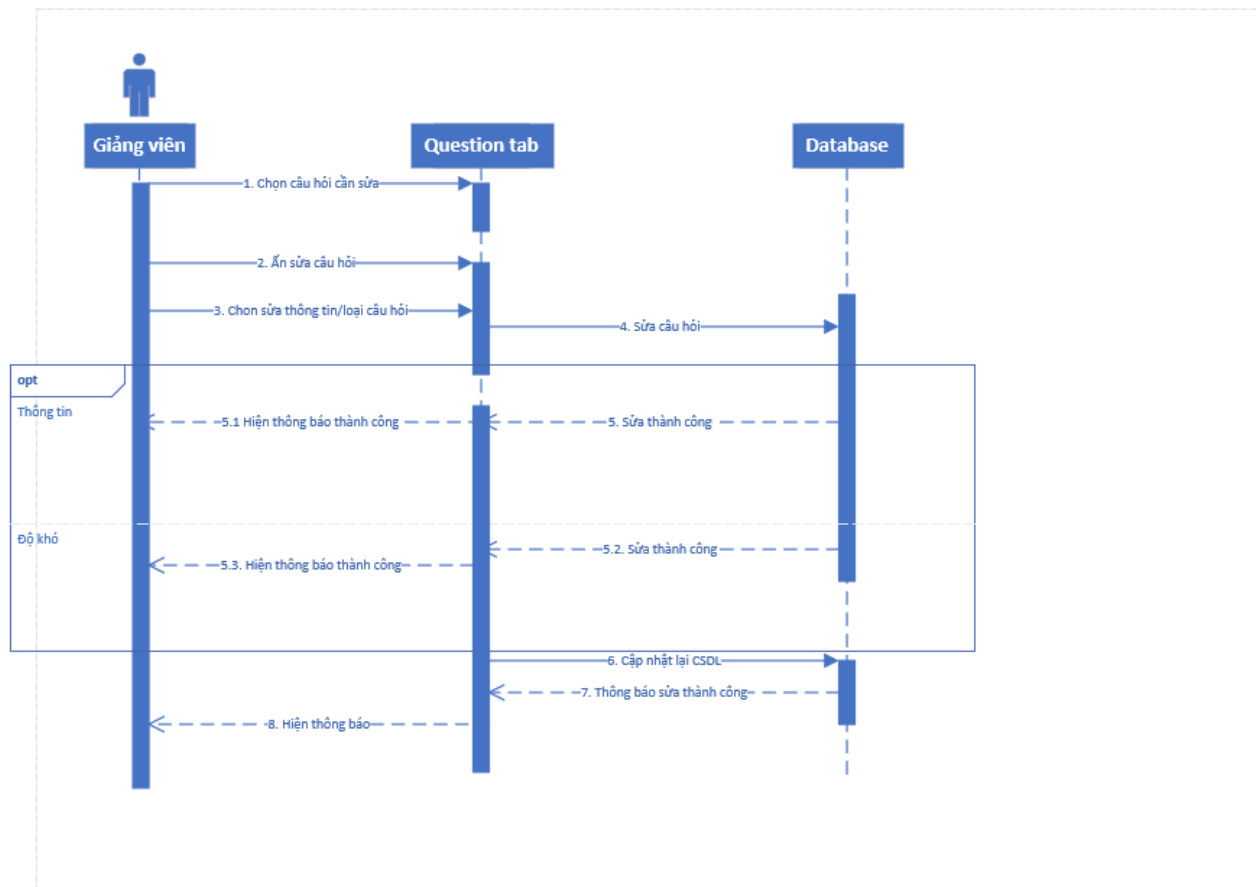 Giảng viên
Question tab
Database
1. Chọn câu hỏi cần sửa
2. Ấn sửa câu hỏi
3. Chon sửa thông tin/loại câu hỏi
4. Sửa câu hỏi
opt
Thông tin
5.1 Hiện thông báo thành công
5. Sửa thành công
Độ khó
5.2. Sửa thành công
5.3. Hiện thông báo thành công
6. Cập nhật lại CSDL
7. Thông báo sửa thành công
8. Hiện thông báo